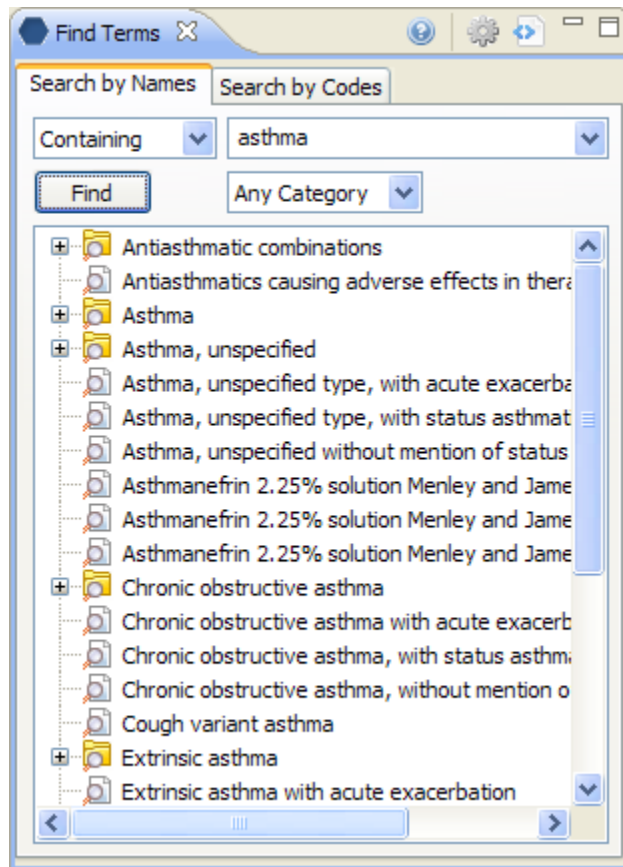 Find Terms
Search by Names Search by Codes
Containing asthma
Find Any Category
Antiasthmatic combinations
Antiasthmatics causing adverse effects in thera
Asthma
Asthma, unspecified
Asthma, unspecified type, with acute exacerba
Asthma, unspecified type, with status asthmat
Asthma, unspecified without mention of status
Asthmanefrin 2.25% solution Menley and Jame
Asthmanefrin 2.25% solution Menley and Jame
Asthmanefrin 2.25% solution Menley and Jame
Chronic obstructive asthma
Chronic obstructive asthma with acute exacerb
Chronic obstructive asthma, with status asthma
Chronic obstructive asthma, without mention o
Cough variant asthma
Extrinsic asthma
Extrinsic asthma with acute exacerbation